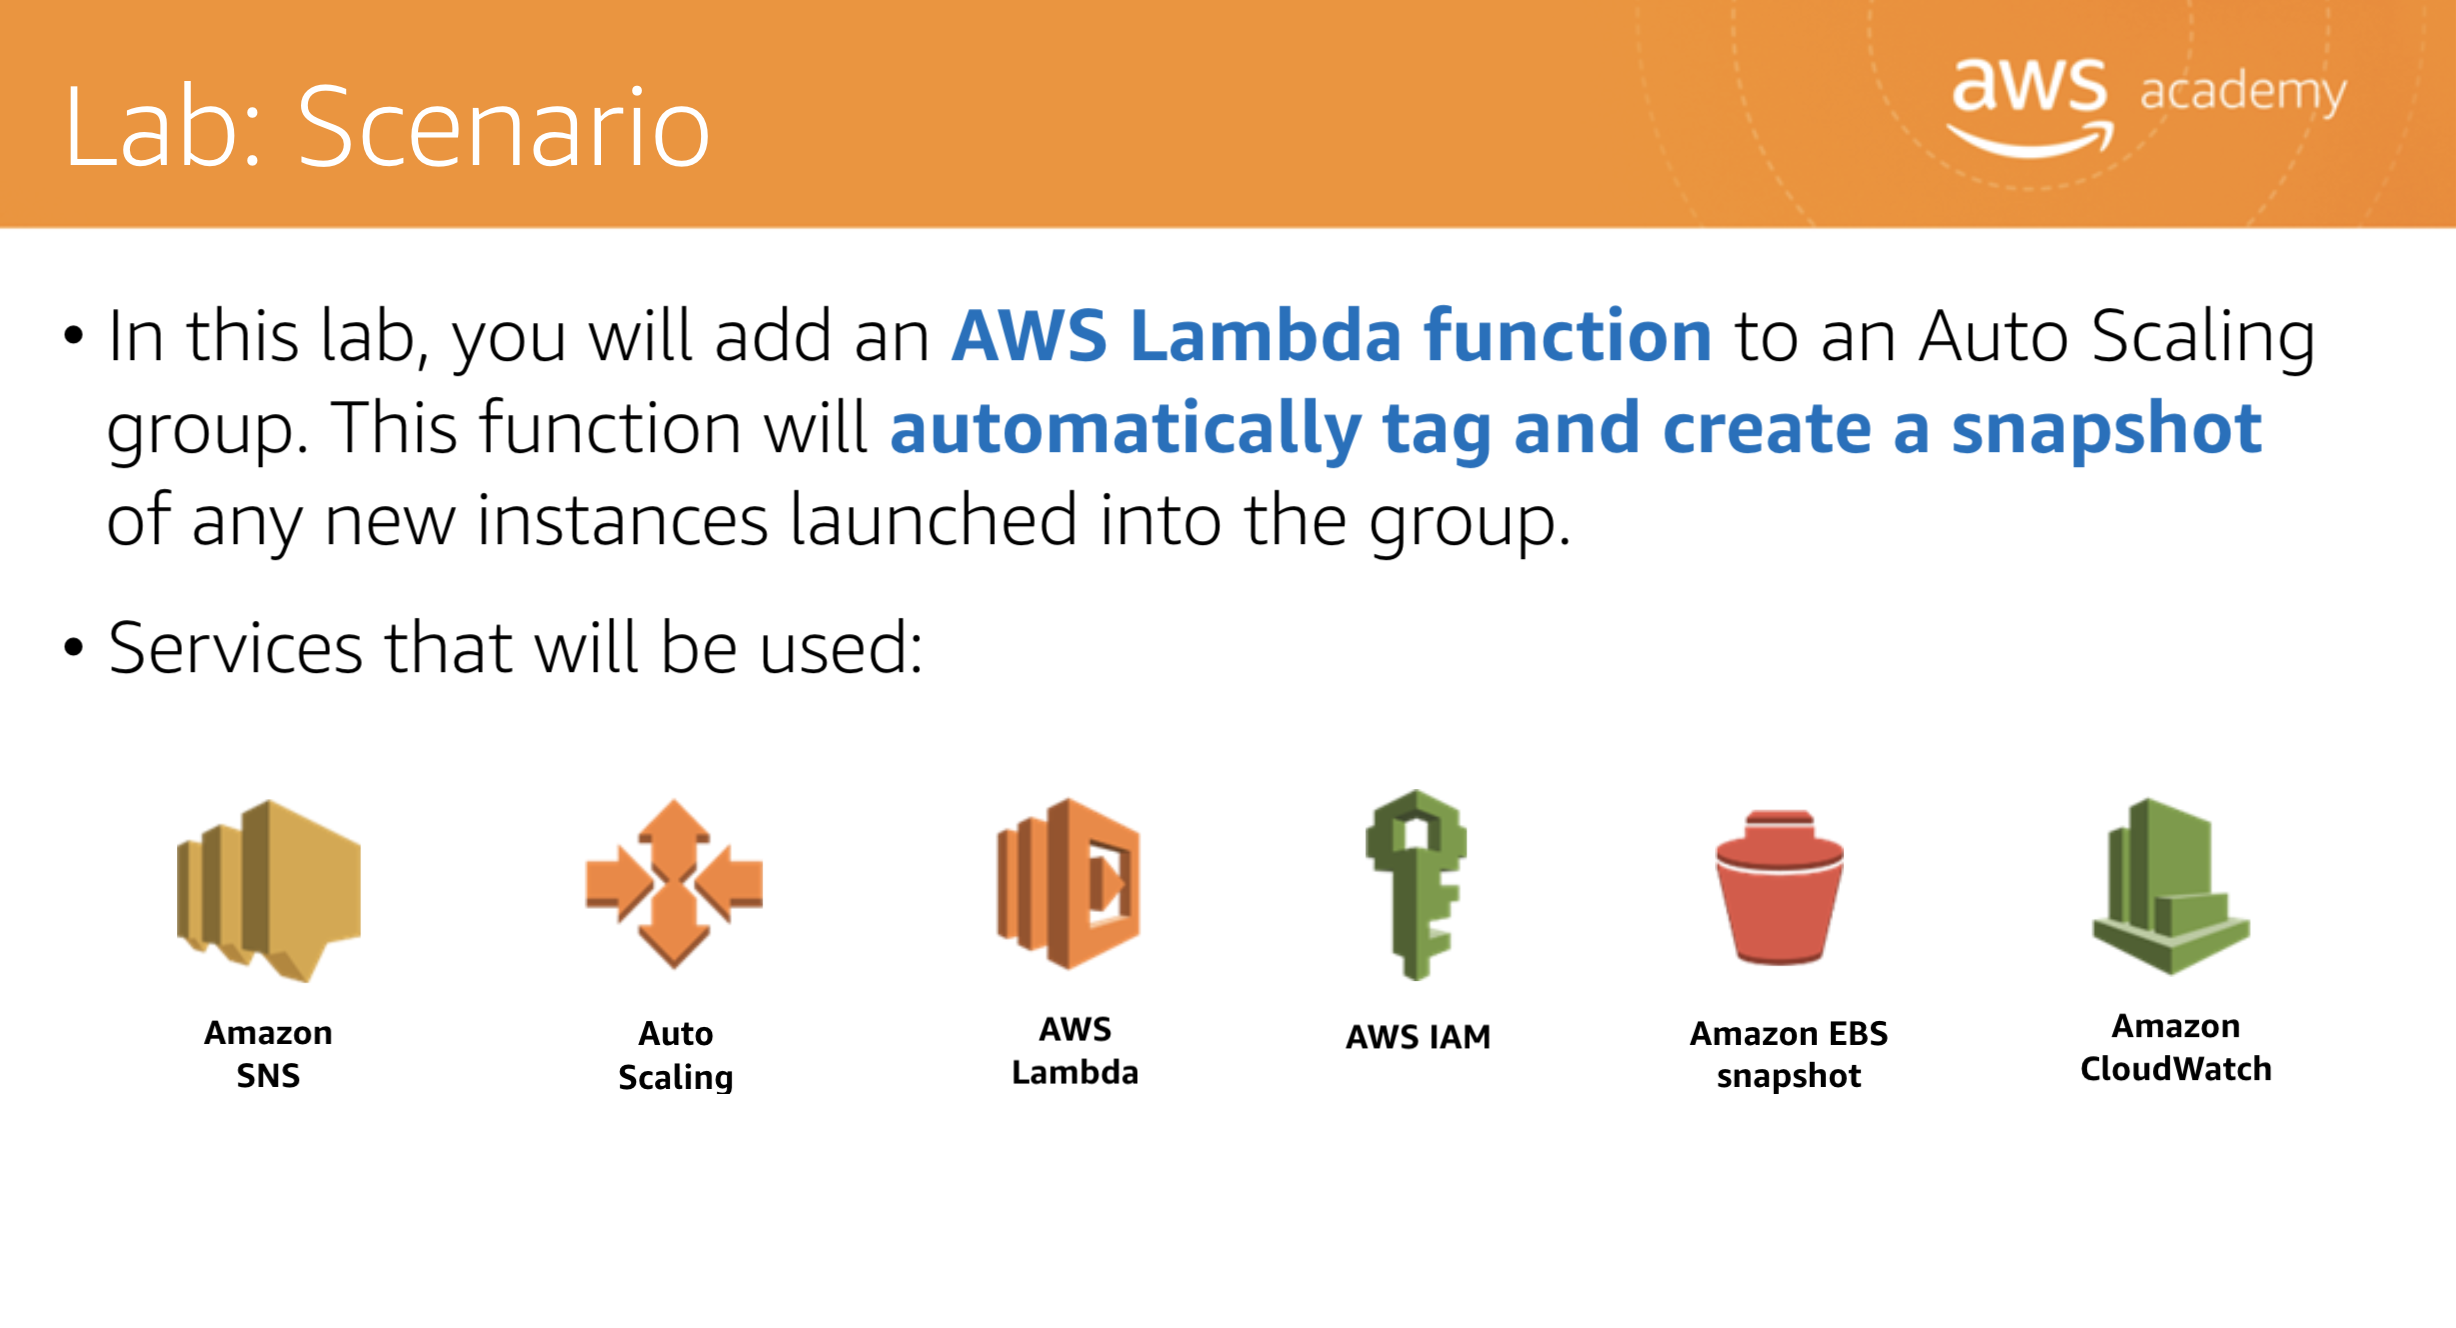 Lab: Scenario
aws academy
• In this lab, you will add an AWS Lambda function to an Auto Scaling
group. This function will automatically tag and create a snapshot
of any new instances launched into the group.
• Services that will be used:
Amazon
SNS
Auto
Scaling
AWS
Lambda
AWS IAM
Amazon EBS
snapshot
Amazon
CloudWatch